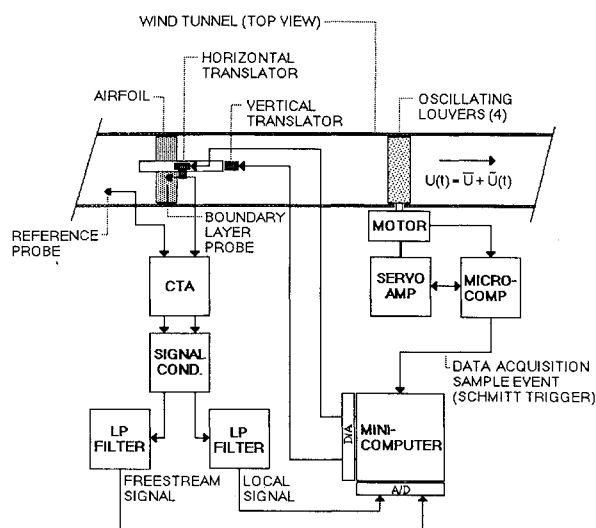 WIND TUNNEL (TOP VIEW)
HORIZONTAL
TRANSLATOR
AIRFOIL
VERTICAL
TRANSLATOR
OSCILLATING
LOUVERS (4)
U(t) = U̅ + Ũ(t)
REFERENCE
PROBE
BOUNDARY
LAYER
PROBE
MOTOR
CTA
SERVO
AMP
MICRO-
COMP
SIGNAL
COND.
DATA ACQUISITION
SAMPLE EVENT
(SCHMITT TRIGGER)
LP
FILTER
LP
FILTER
D/A
MINI-
COMPUTER
FREESTREAM
SIGNAL
LOCAL
SIGNAL
A/D